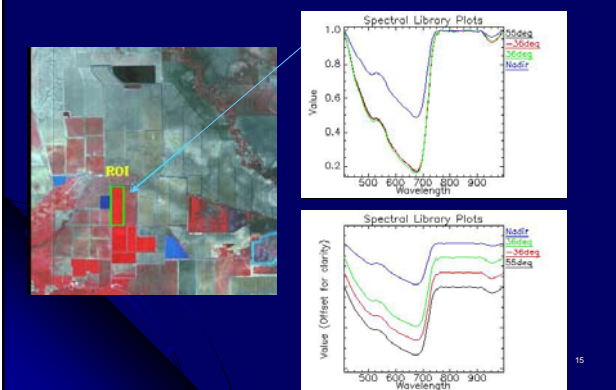 ROI
Spectral Library Plots
55deg
-36deg
36deg
Nadir
Value
1.0
0.8
0.6
0.4
0.2
500 600 700 800 900
Wavelength
Spectral Library Plots
Nadir
36deg
-36deg
55deg
Value (Offset for clarity)
500 600 700 800 900
Wavelength
15